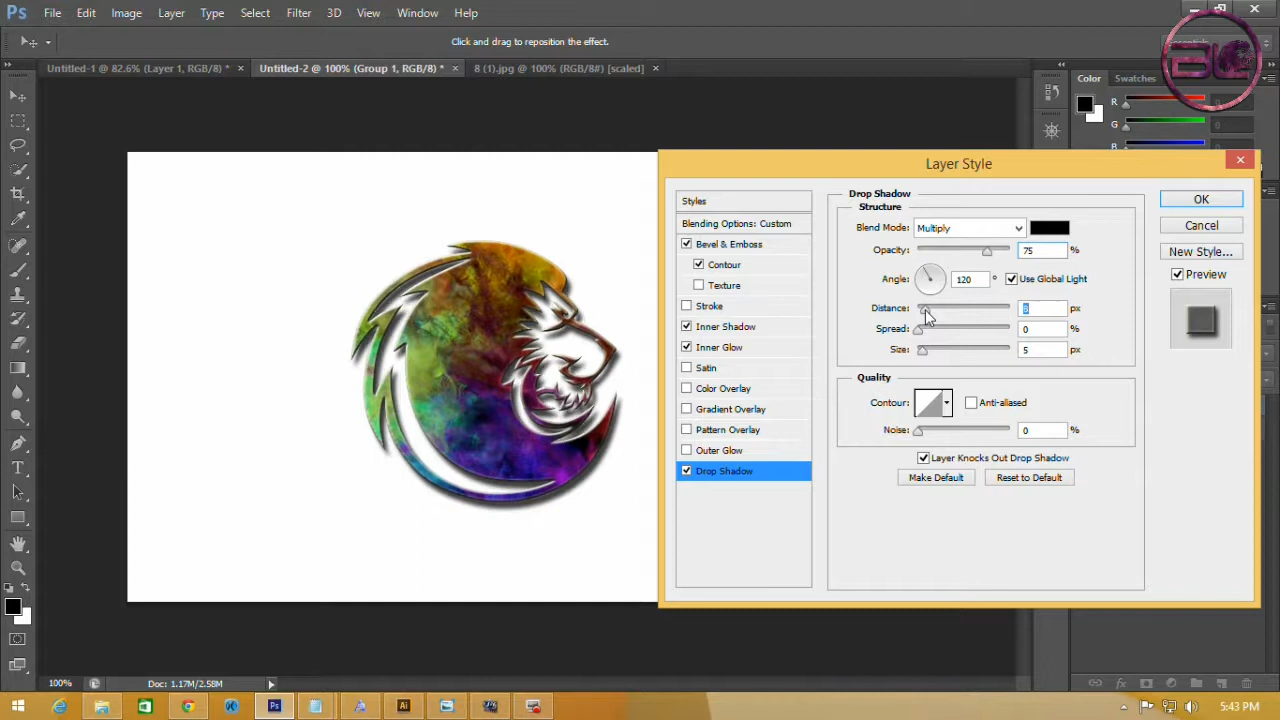 Ps File Edit Image Layer Type Select Filter 3D View Window Help
Click and drag to reposition the effect.
Untitled-1 @ 82.6% (Layer 1, RGB/8) * × Untitled-2 @ 100% (Group 1, RGB/8) * × 8 (1).jpg @ 100% (RGB/8#) [scaled] ×
Color Swatches
R
G
B
Layer Style
Styles
Blending Options: Custom
Bevel & Emboss
Contour
Texture
Stroke
Inner Shadow
Inner Glow
Satin
Color Overlay
Gradient Overlay
Pattern Overlay
Outer Glow
Drop Shadow
Drop Shadow
Structure
Blend Mode: Multiply
Opacity: 75 %
Angle: 120 ° Use Global Light
Distance: 8 px
Spread: 0 %
Size: 5 px
Quality
Contour: Anti-aliased
Noise: 0 %
Layer Knocks Out Drop Shadow
Make Default Reset to Default
OK
Cancel
New Style...
Preview
100% Doc: 1.17M/2.58M
5:43 PM